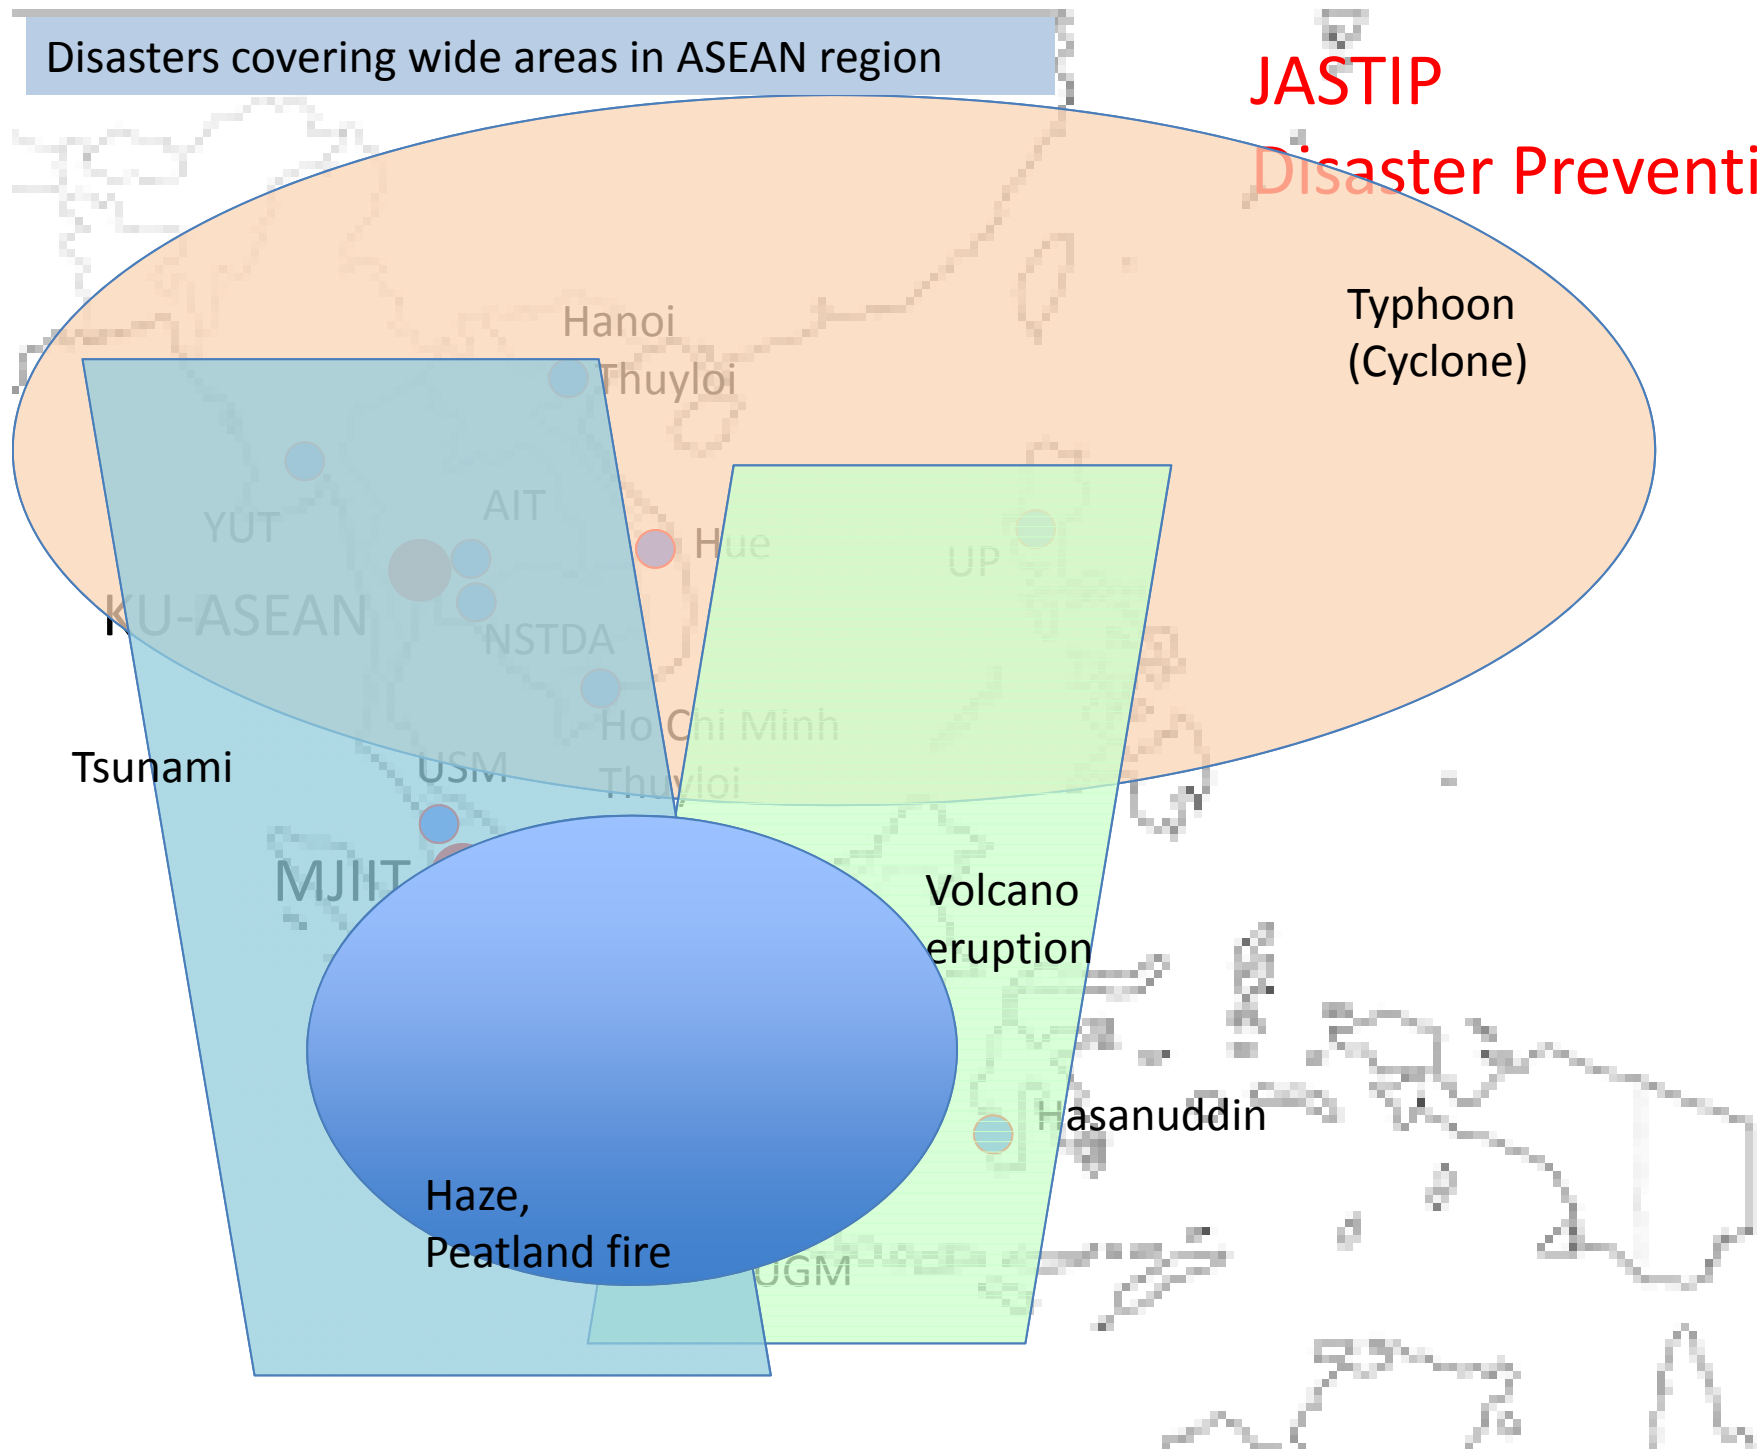 Disasters covering wide areas in ASEAN region
JASTIP
Disaster Preventi
Typhoon
(Cyclone)
Hanoi
Thuyloi
YUT
AIT
Hue
UP
KU-ASEAN
NSTDA
Ho Chi Minh
Thuyloi
Tsunami
USM
MJIIT
Volcano
eruption
Hasanuddin
Haze,
Peatland fire
UGM